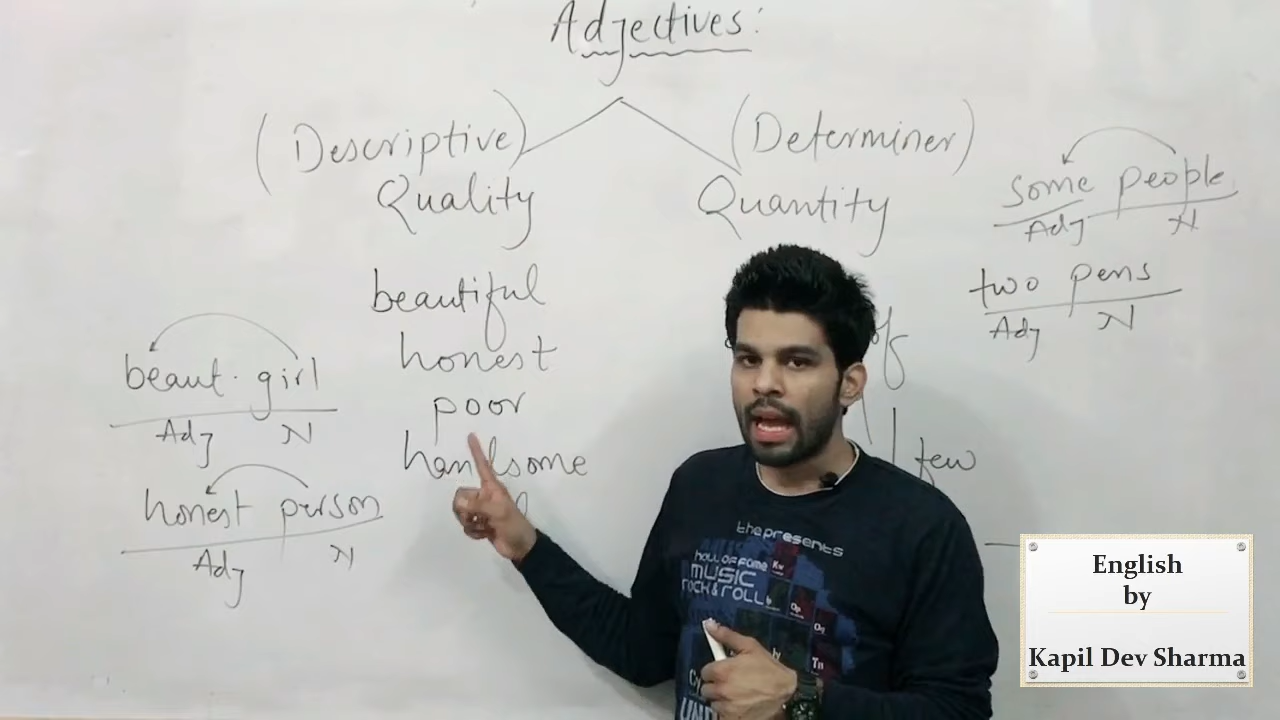 Adjectives:
(Descriptive)
Quality
beautiful
honest
poor
handsome
beaut. girl
Adj N
honest person
Adj N
(Determiner)
Quantity
of
few
some people
Adj N
two pens
Adj N
the presents
HALL OF FAME
MUSIC
ROCK & ROLL
English
by
Kapil Dev Sharma